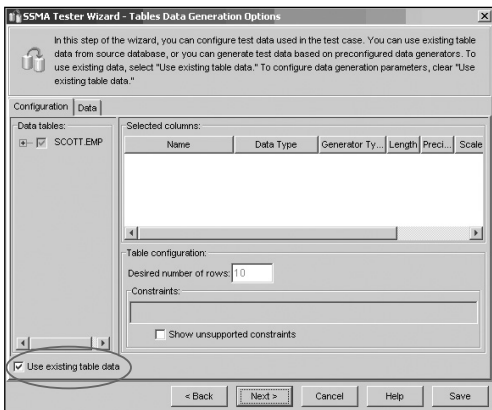 SSMA Tester Wizard - Tables Data Generation Options
In this step of the wizard, you can configure test data used in the test case. You can use existing table
data from source database, or you can generate test data based on preconfigured data generators. To
use existing data, select "Use existing table data." To configure data generation parameters, clear "Use
existing table data."
Configuration Data
Data tables:
SCOTT.EMP
Selected columns:
Name Data Type Generator Ty... Length Preci... Scale
Table configuration:
Desired number of rows: 10
Constraints:
Show unsupported constraints
Use existing table data
< Back Next > Cancel Help Save